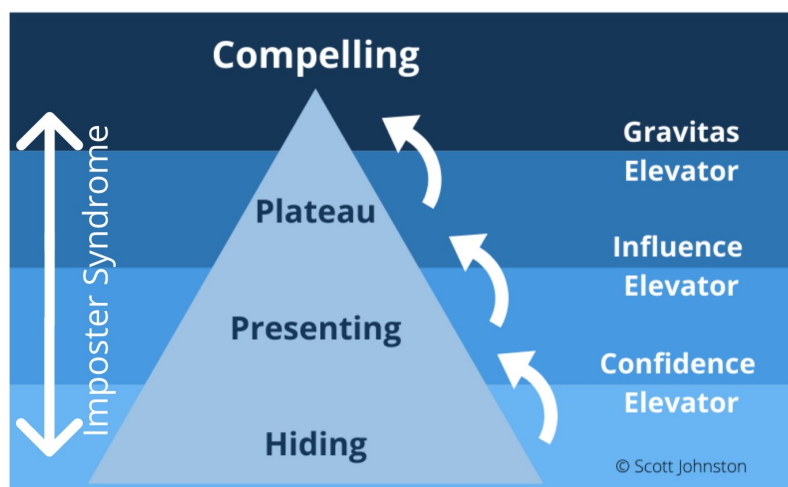 Compelling
Gravitas
Elevator
Plateau
Influence
Elevator
Presenting
Confidence
Elevator
Hiding
© Scott Johnston
Imposter Syndrome